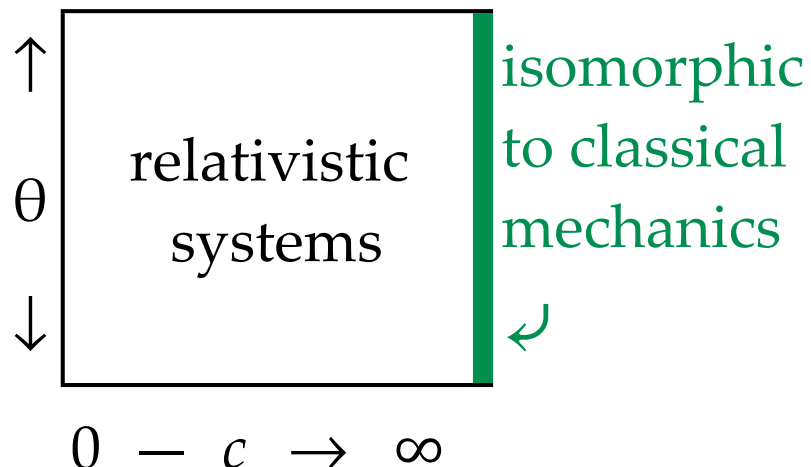 isomorphic
to classical
mechanics
relativistic
systems
↑
θ
↓
0 — c → ∞